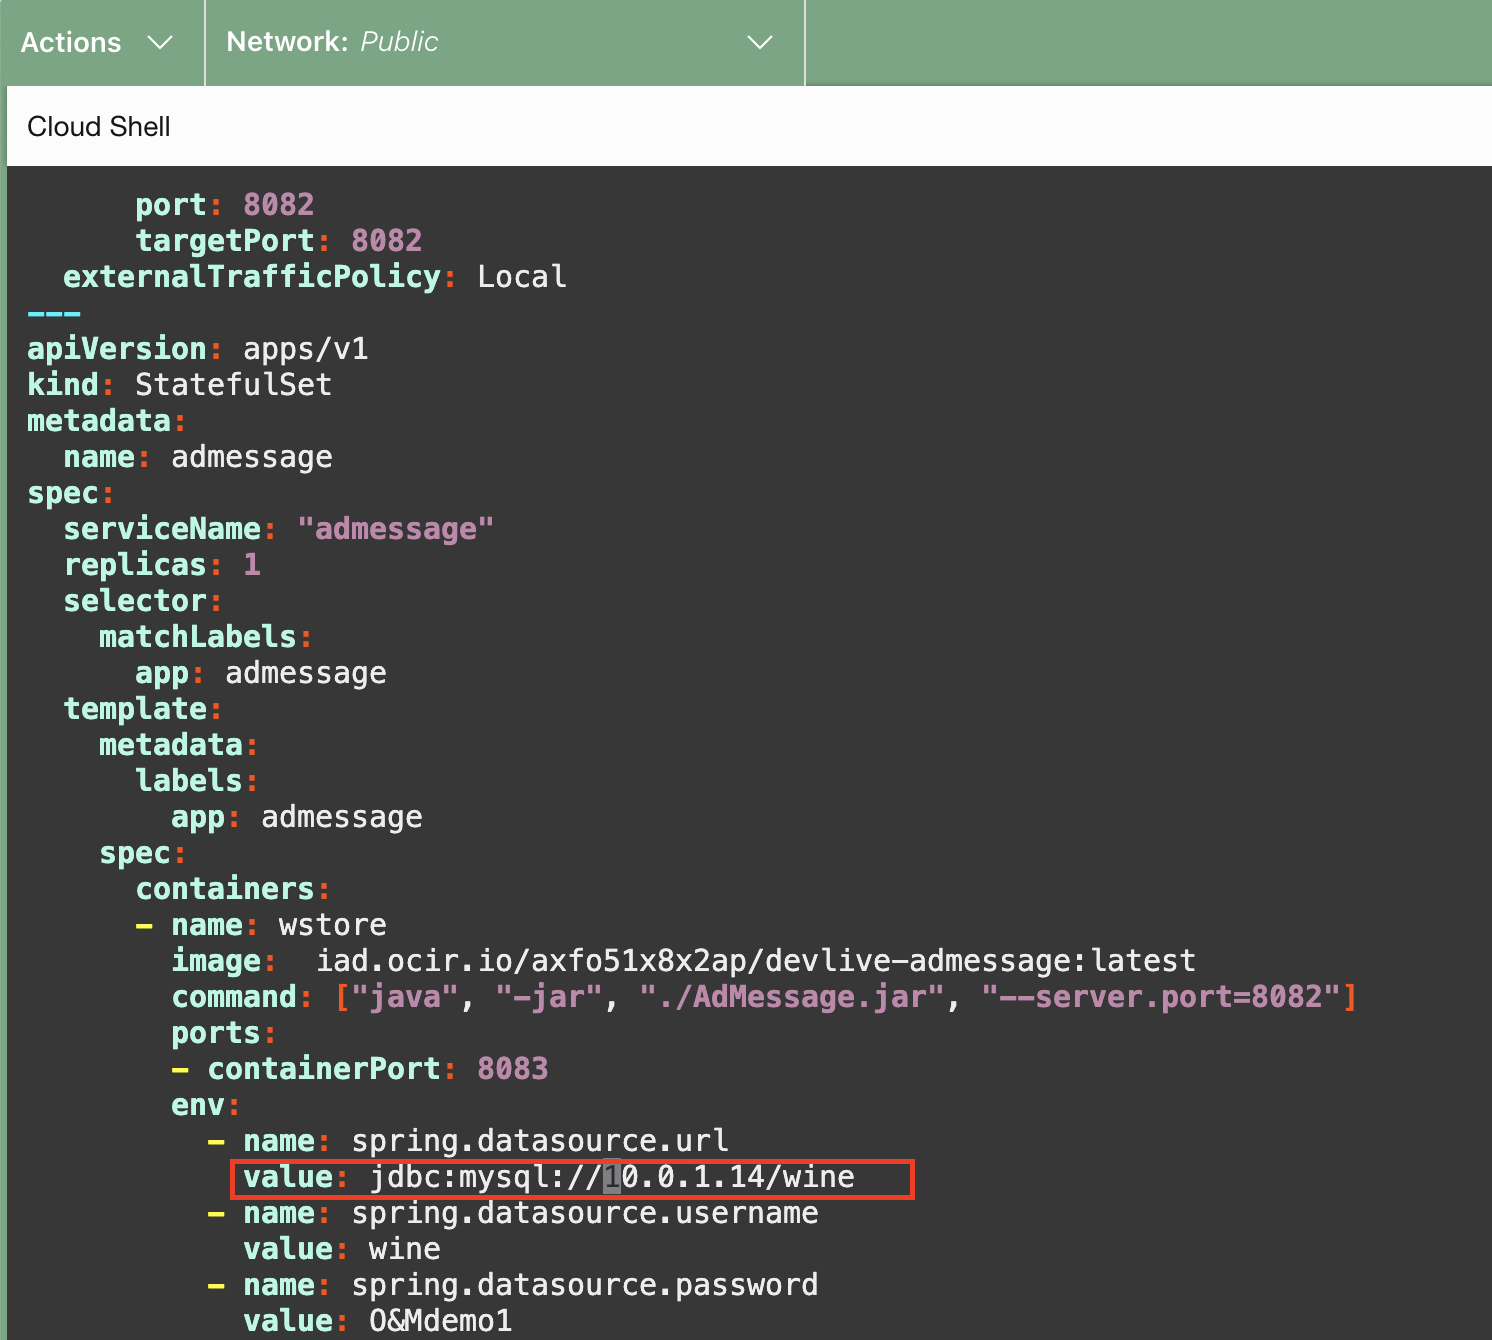 Actions
Network: Public
Cloud Shell
port: 8082
targetPort: 8082
externalTrafficPolicy: Local
---
apiVersion: apps/v1
kind: StatefulSet
metadata:
name: admessage
spec:
serviceName: "admessage"
replicas: 1
selector:
matchLabels:
app: admessage
template:
metadata:
labels:
app: admessage
spec:
containers:
- name: wstore
image:  iad.ocir.io/axfo51x8x2ap/devlive-admessage:latest
command: ["java", "-jar", "./AdMessage.jar", "--server.port=8082"]
ports:
- containerPort: 8083
env:
- name: spring.datasource.url
value: jdbc:mysql://10.0.1.14/wine
- name: spring.datasource.username
value: wine
- name: spring.datasource.password
value: O&Mdemo1